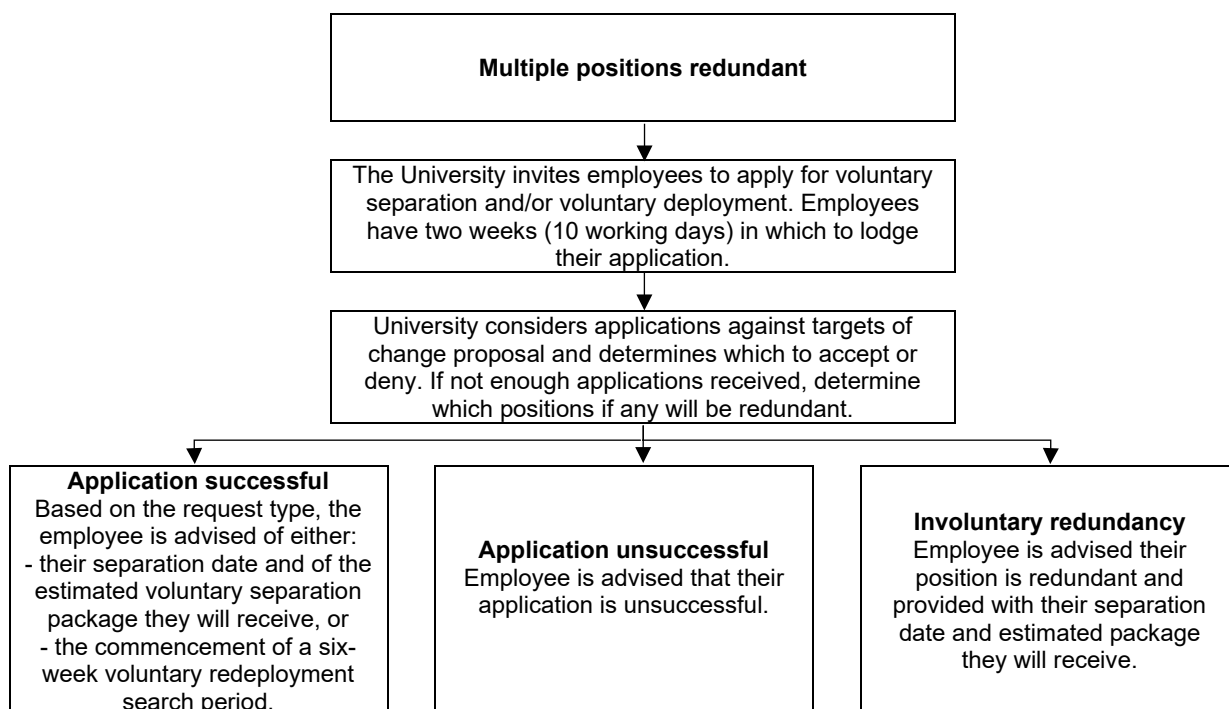 Multiple positions redundant
The University invites employees to apply for voluntary
separation and/or voluntary deployment. Employees
have two weeks (10 working days) in which to lodge
their application.
University considers applications against targets of
change proposal and determines which to accept or
deny. If not enough applications received, determine
which positions if any will be redundant.
Application successful
Based on the request type, the
employee is advised of either:
- their separation date and of the
estimated voluntary separation
package they will receive, or
- the commencement of a six-
week voluntary redeployment
search period.
Application unsuccessful
Employee is advised that their
application is unsuccessful.
Involuntary redundancy
Employee is advised their
position is redundant and
provided with their separation
date and estimated package
they will receive.